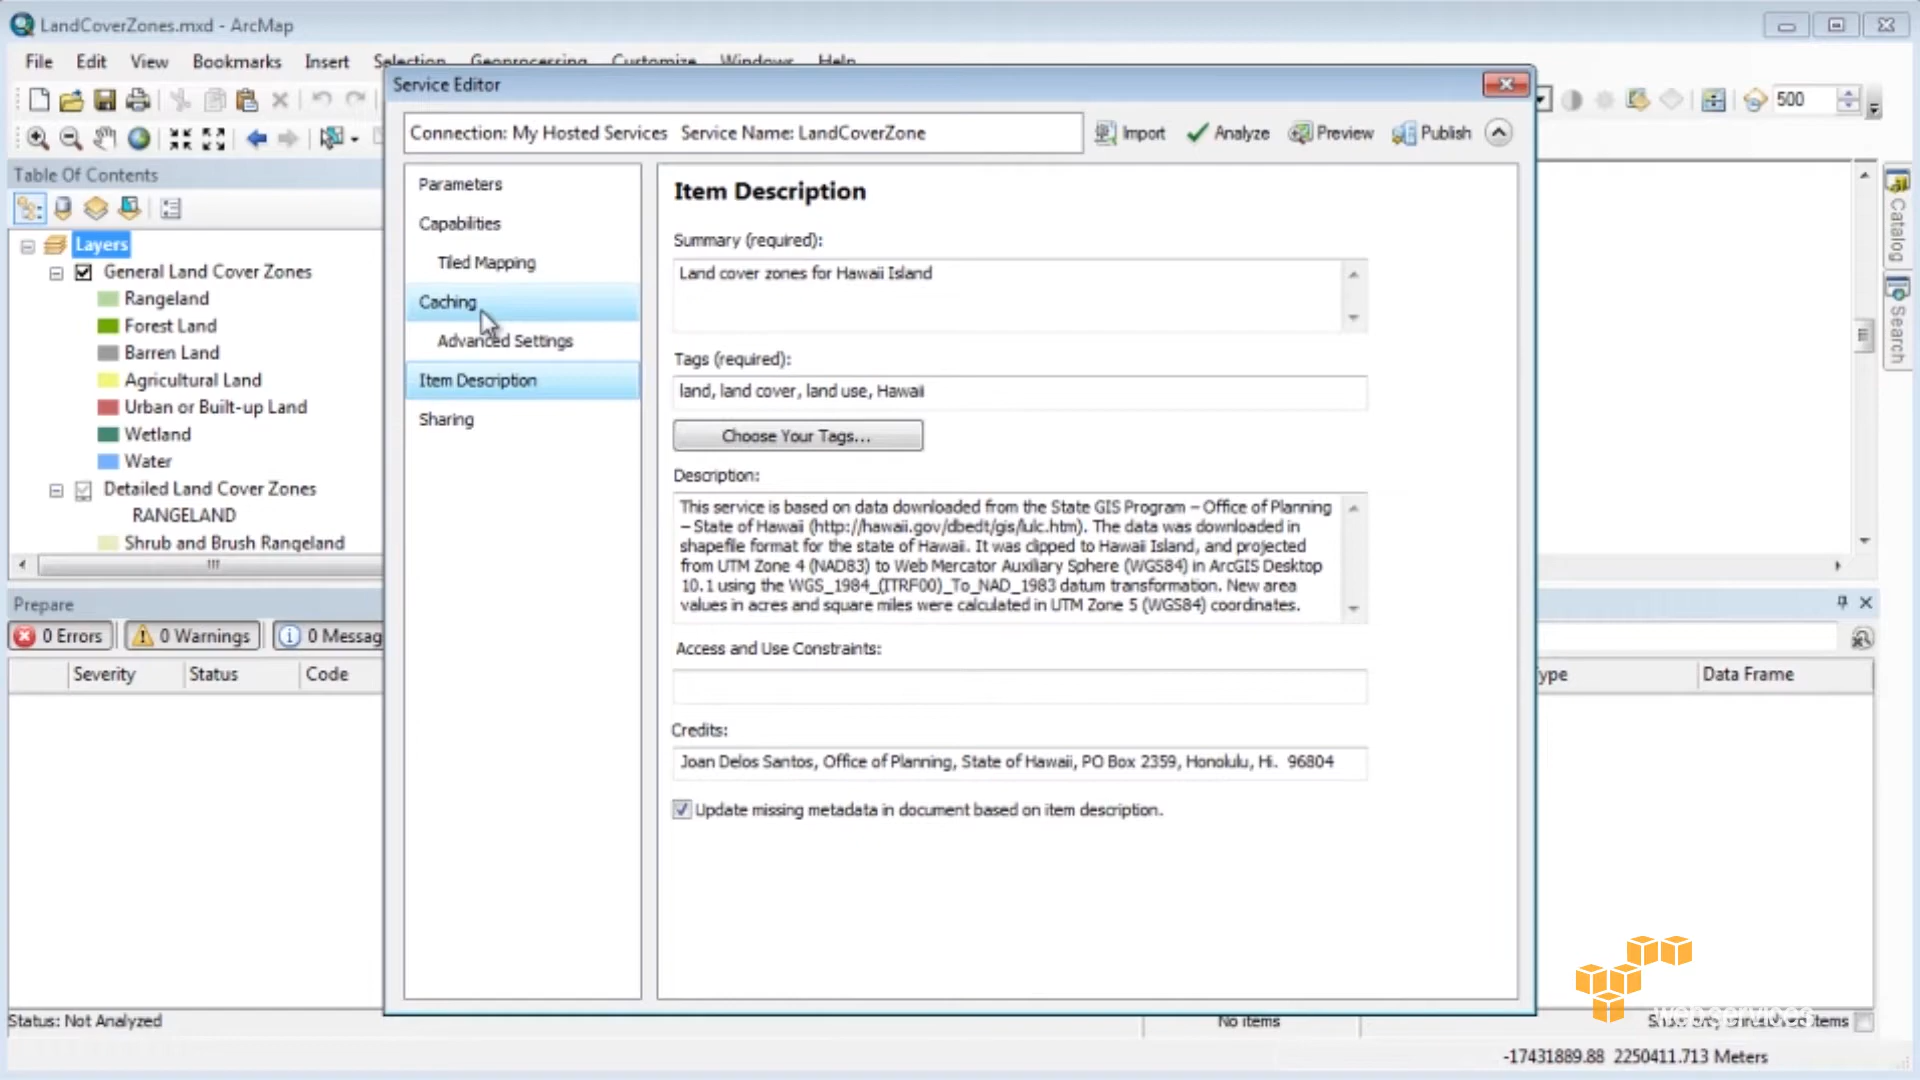 LandCoverZones.mxd - ArcMap
File Edit View Bookmarks Insert Selection Geoprocessing Customize Windows Help
Service Editor
500
Connection: My Hosted Services Service Name: LandCoverZone
Import Analyze Preview Publish
Table Of Contents
Layers
General Land Cover Zones
Rangeland
Forest Land
Barren Land
Agricultural Land
Urban or Built-up Land
Wetland
Water
Detailed Land Cover Zones
RANGELAND
Shrub and Brush Rangeland
Parameters
Capabilities
Tiled Mapping
Caching
Advanced Settings
Item Description
Sharing
Item Description
Summary (required):
Land cover zones for Hawaii Island
Tags (required):
land, land cover, land use, Hawaii
Choose Your Tags...
Description:
This service is based on data downloaded from the State GIS Program – Office of Planning
– State of Hawaii (http://hawaii.gov/dbedt/gis/lulc.htm). The data was downloaded in
shapefile format for the state of Hawaii. It was clipped to Hawaii Island, and projected
from UTM Zone 4 (NAD83) to Web Mercator Auxiliary Sphere (WGS84) in ArcGIS Desktop
10.1 using the WGS_1984_(ITRF00)_To_NAD_1983 datum transformation. New area
values in acres and square miles were calculated in UTM Zone 5 (WGS84) coordinates.
Access and Use Constraints:
Credits:
Joan Delos Santos, Office of Planning, State of Hawaii, PO Box 2359, Honolulu, Hi. 96804
Update missing metadata in document based on item description.
Catalog
Search
Prepare
0 Errors 0 Warnings 0 Messag
Severity Status Code
ype Data Frame
Status: Not Analyzed
No items
-17431889.88 2250411.713 Meters